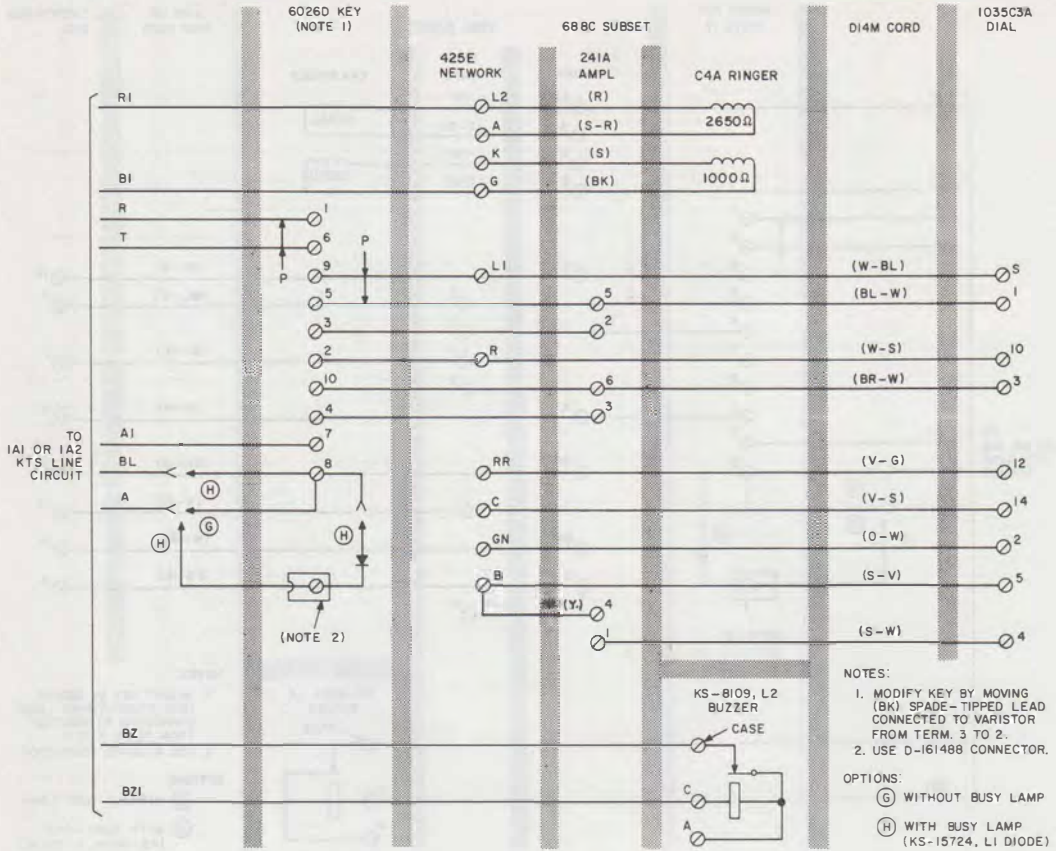 6026D KEY
(NOTE 1)
688C SUBSET
D14M CORD
1035C3A
DIAL
425E
NETWORK
241A
AMPL
C4A RINGER
R1
L2
(R)
2650Ω
A
(S-R)
K
(S)
1000Ω
B1
G
(BK)
R
1
T
6
P
P
9
L1
(W-BL)
S
5
5
(BL-W)
1
3
2
2
R
(W-S)
10
10
6
(BR-W)
3
4
3
TO
1A1 OR 1A2
KTS LINE
CIRCUIT
A1
7
BL
8
H
RR
(V-G)
12
A
G
C
(V-S)
14
H
H
GN
(O-W)
2
B
(S-V)
5
(Y)
4
(NOTE 2)
1
(S-W)
4
KS-8109, L2
BUZZER
BZ
CASE
BZ1
C
A
NOTES:
1. MODIFY KEY BY MOVING
(BK) SPADE-TIPPED LEAD
CONNECTED TO VARISTOR
FROM TERM. 3 TO 2.
2. USE D-161488 CONNECTOR.
OPTIONS:
G WITHOUT BUSY LAMP
H WITH BUSY LAMP
(KS-15724, L1 DIODE)